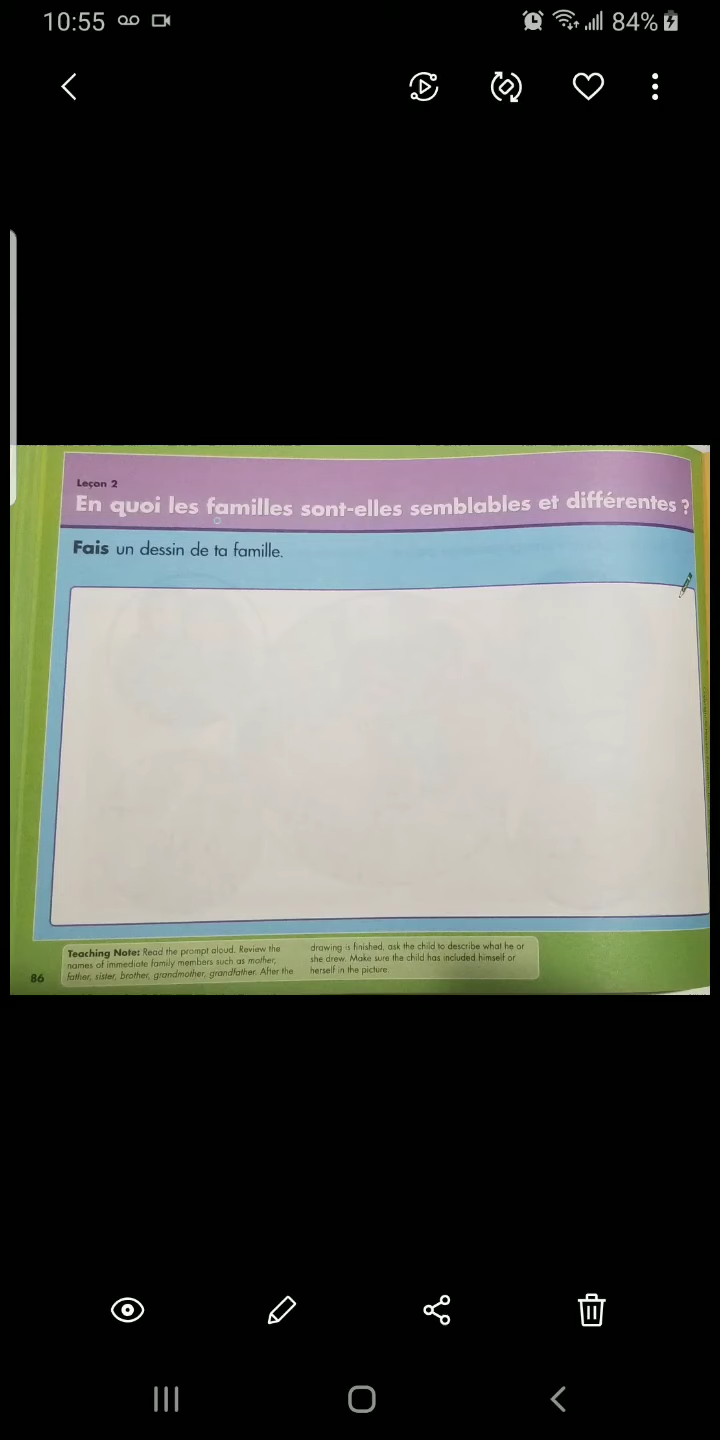 10:55
84%
Leçon 2
En quoi les familles sont-elles semblables et différentes ?
Fais un dessin de ta famille.
Teaching Note: Read the prompt aloud. Review the
names of immediate family members such as mother,
father, sister, brother, grandmother, grandfather. After the
drawing is finished, ask the child to describe what he or
she drew. Make sure the child has included himself or
herself in the picture.
86